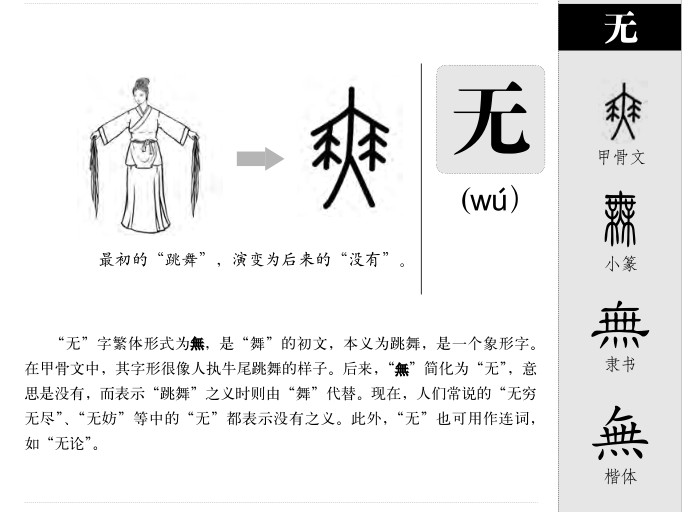 无
(wú)
最初的“跳舞”，演变为后来的“没有”。
“无”字繁体形式为無，是“舞”的初文，本义为跳舞，是一个象形字。
在甲骨文中，其字形很像人执牛尾跳舞的样子。后来，“無”简化为“无”，意
思是没有，而表示“跳舞”之义时则由“舞”代替。现在，人们常说的“无穷
无尽”、“无妨”等中的“无”都表示没有之义。此外，“无”也可用作连词，
如“无论”。
无
甲骨文
小篆
無
隶书
無
楷体